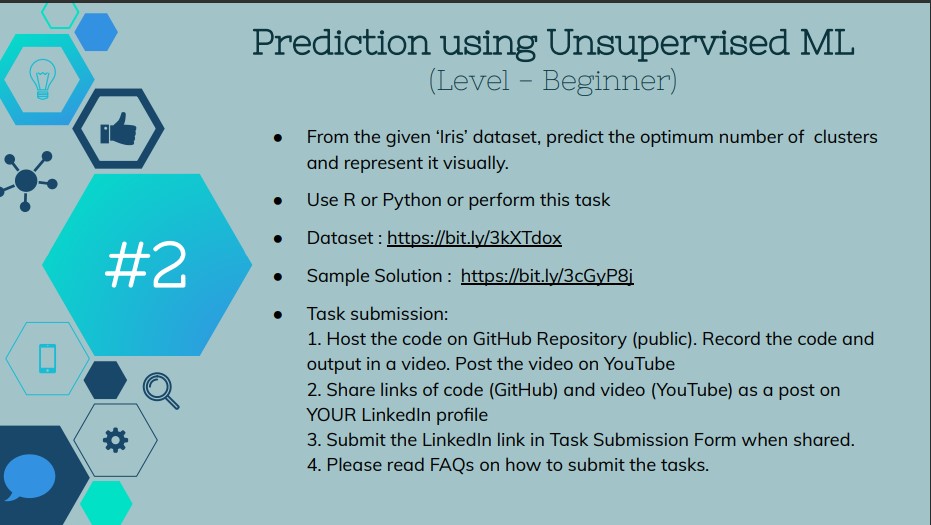 Prediction using Unsupervised ML
(Level – Beginner)
● From the given ‘Iris’ dataset, predict the optimum number of clusters
and represent it visually.
● Use R or Python or perform this task
● Dataset : https://bit.ly/3kXTdox
● Sample Solution : https://bit.ly/3cGyP8j
#2
● Task submission:
1. Host the code on GitHub Repository (public). Record the code and
output in a video. Post the video on YouTube
2. Share links of code (GitHub) and video (YouTube) as a post on
YOUR LinkedIn profile
3. Submit the LinkedIn link in Task Submission Form when shared.
4. Please read FAQs on how to submit the tasks.